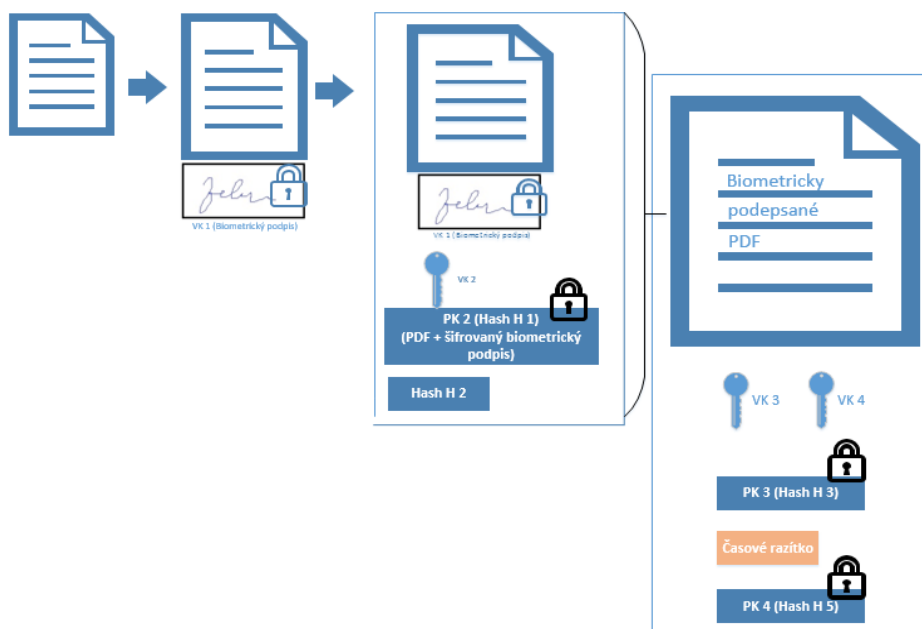 VK 1 (Biometrický podpis)
VK 1 (Biometrický podpis)
VK 2
PK 2 (Hash H 1)
(PDF + šifrovaný biometrický
podpis)
Hash H 2
Biometricky
podepsané
PDF
VK 3
VK 4
PK 3 (Hash H 3)
Časové razítko
PK 4 (Hash H 5)